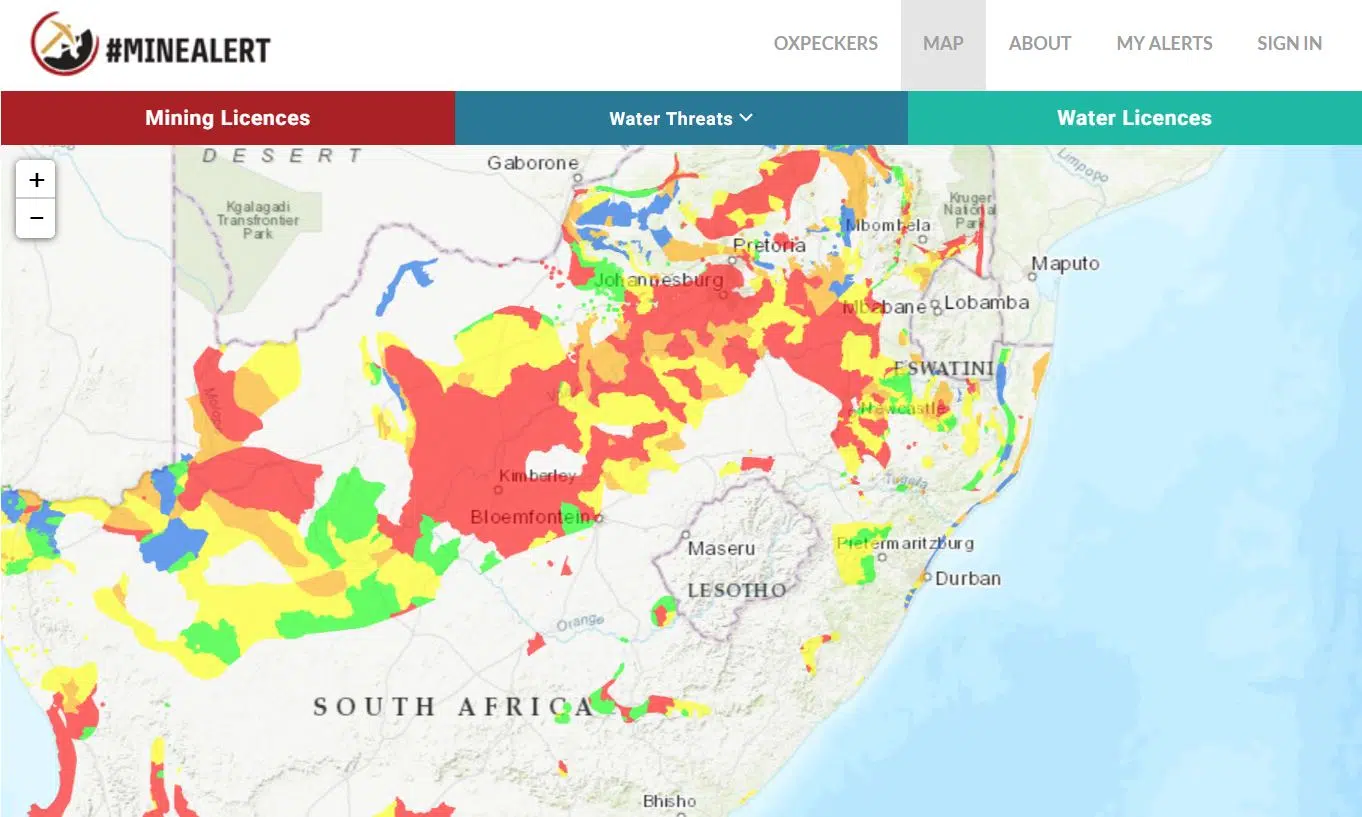 #MINEALERT
OXPECKERS
MAP
ABOUT
MY ALERTS
SIGN IN
Mining Licences
Water Threats
Water Licences
+
−
DESERT
Gaborone
Limpopo
Kgalagadi
Transfrontier
Park
Kruger
National
Park
Mbombela
Pretoria
Maputo
Johannesburg
Mbabane
Lobamba
ESWATINI
Molopo
Newcastle
Kimberley
Tugela
Bloemfontein
Maseru
Pietermaritzburg
Durban
LESOTHO
Orange
SOUTH AFRICA
Bhisho